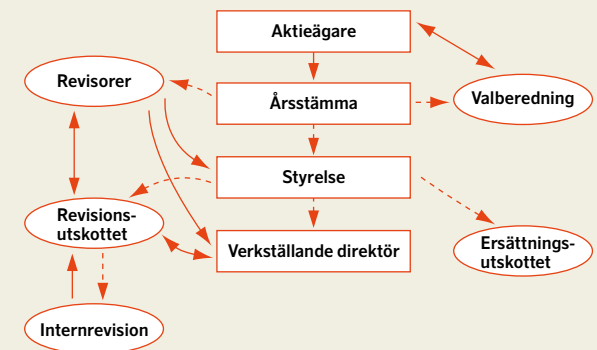 Aktieägare
Revisorer
Årsstämma
Valberedning
Styrelse
Revisions-
utskottet
Verkställande direktör
Ersättnings-
utskottet
Internrevision